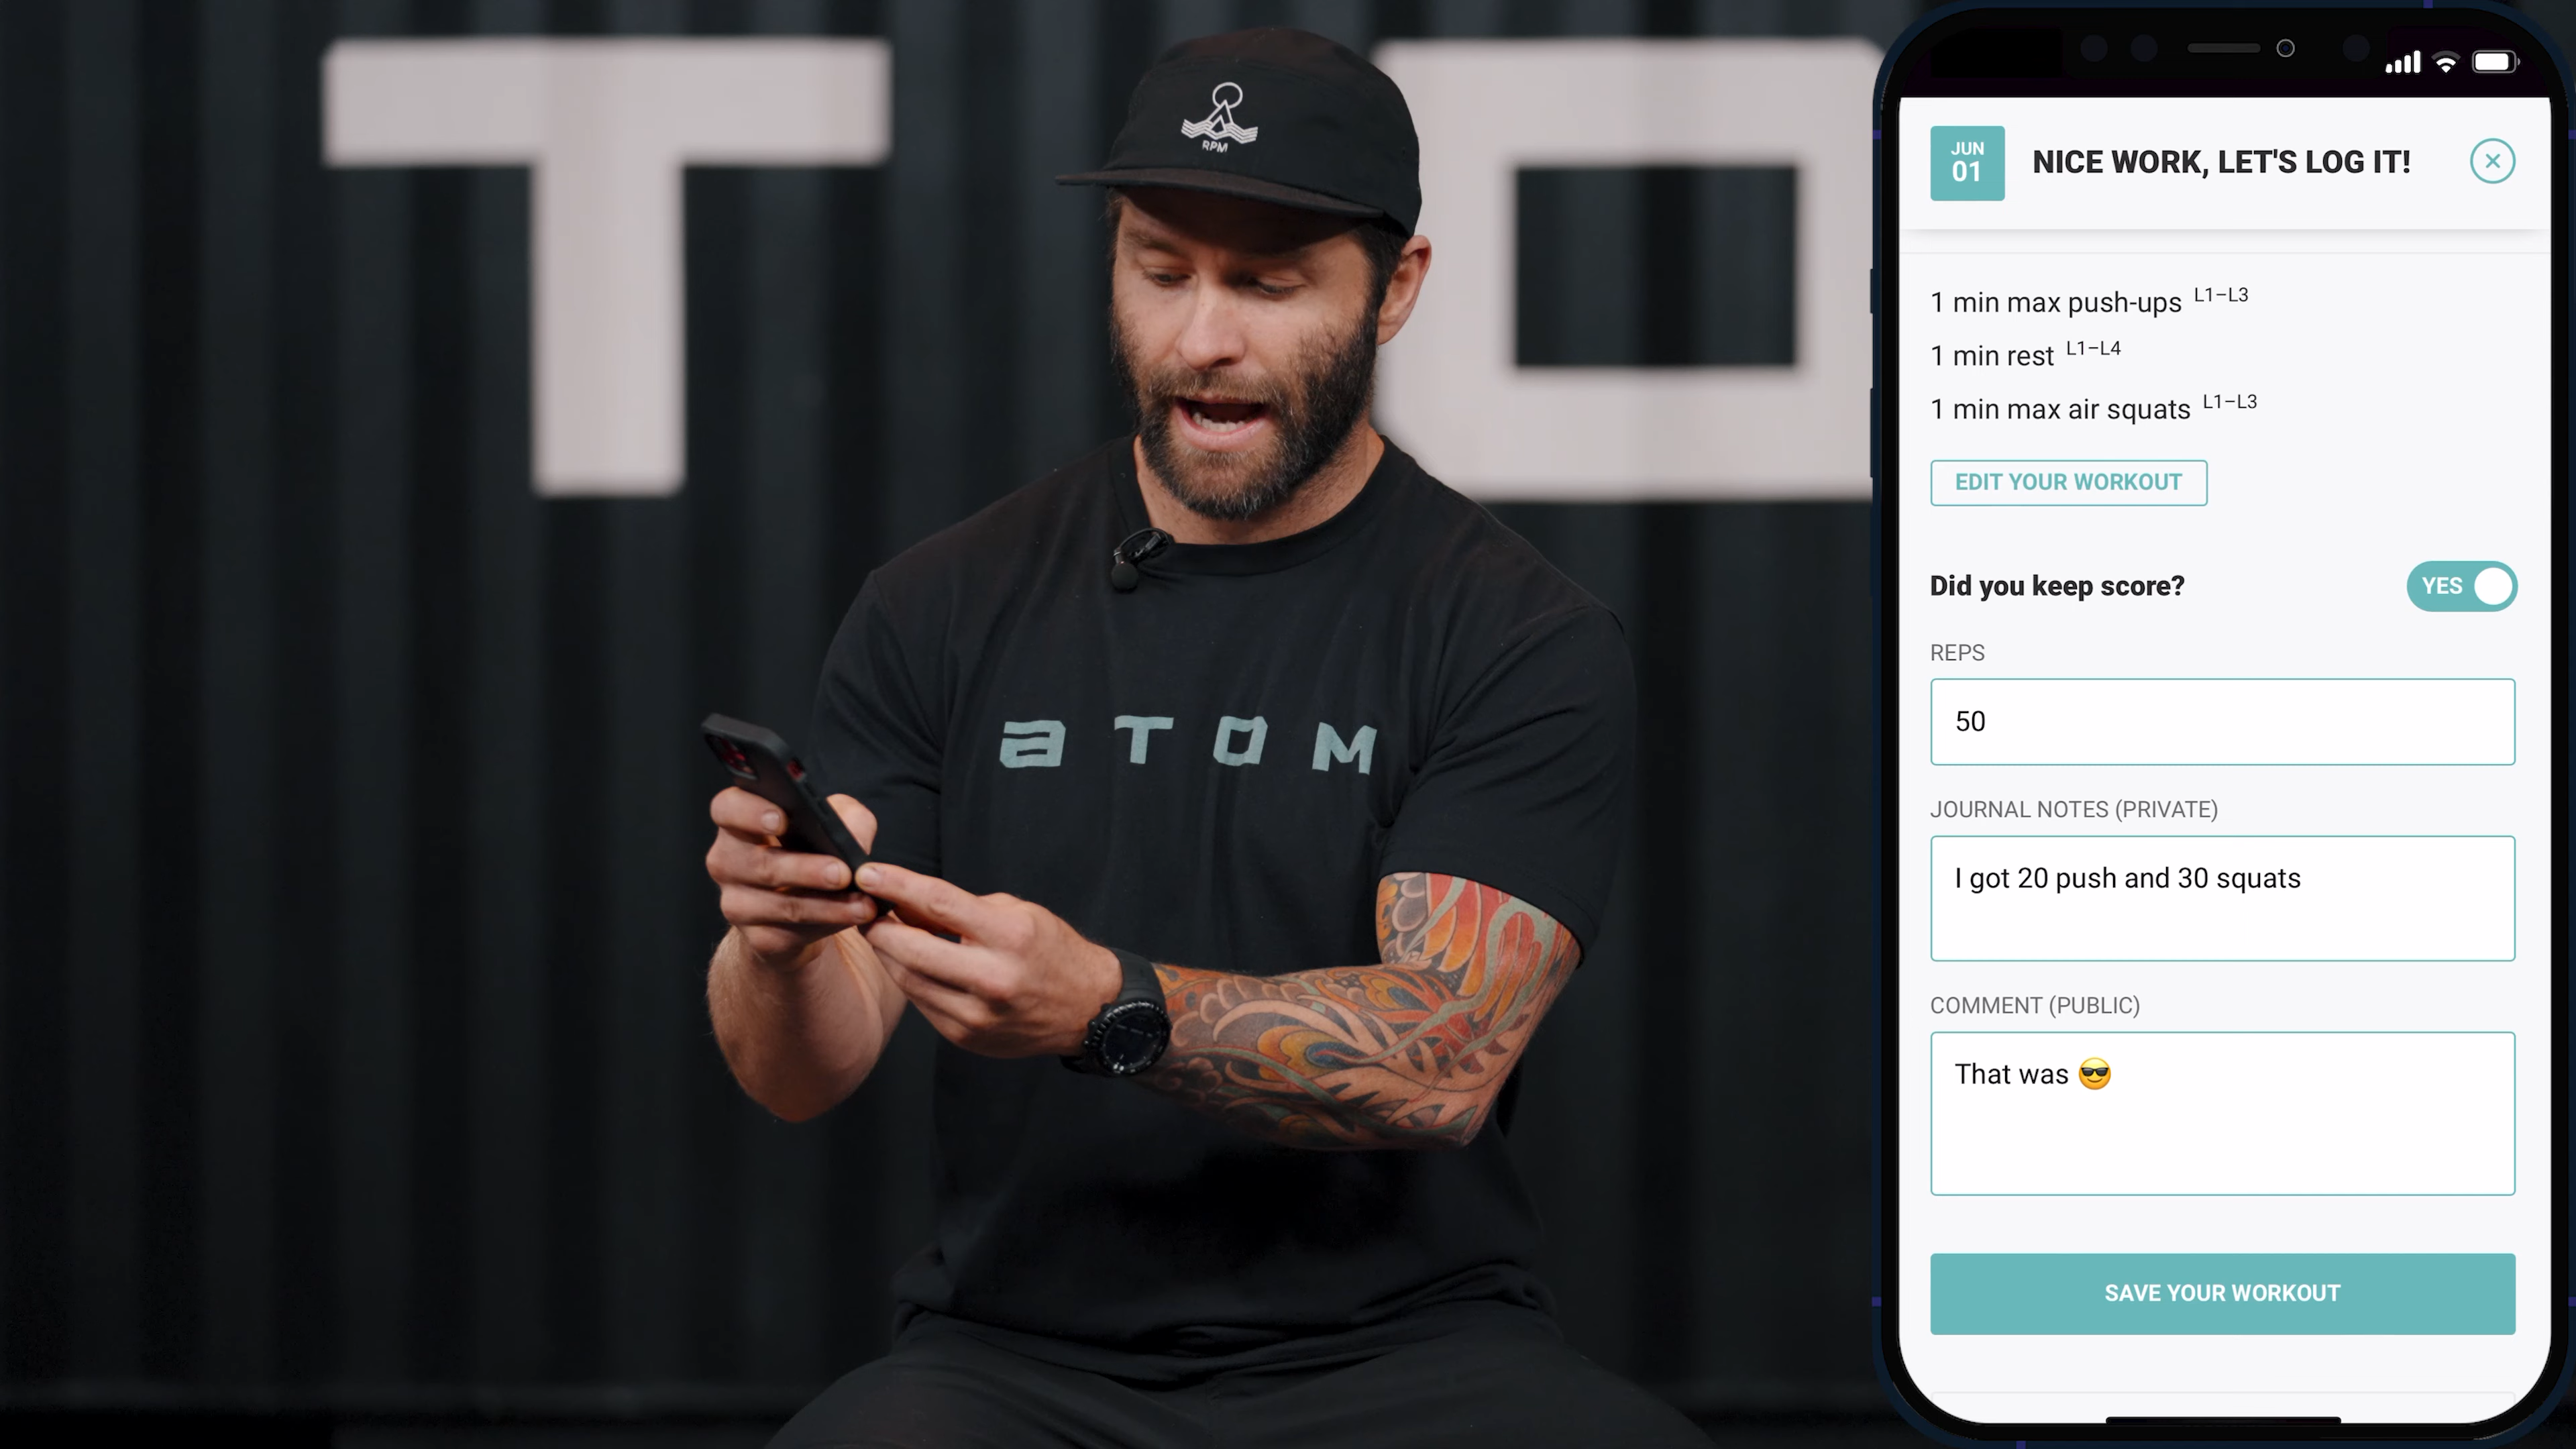 T O
RPM
aTOM
JUN
01
NICE WORK, LET'S LOG IT!
1 min max push-ups L1–L3
1 min rest L1–L4
1 min max air squats L1–L3
EDIT YOUR WORKOUT
Did you keep score?
YES
REPS
50
JOURNAL NOTES (PRIVATE)
I got 20 push and 30 squats
COMMENT (PUBLIC)
That was 😎
SAVE YOUR WORKOUT